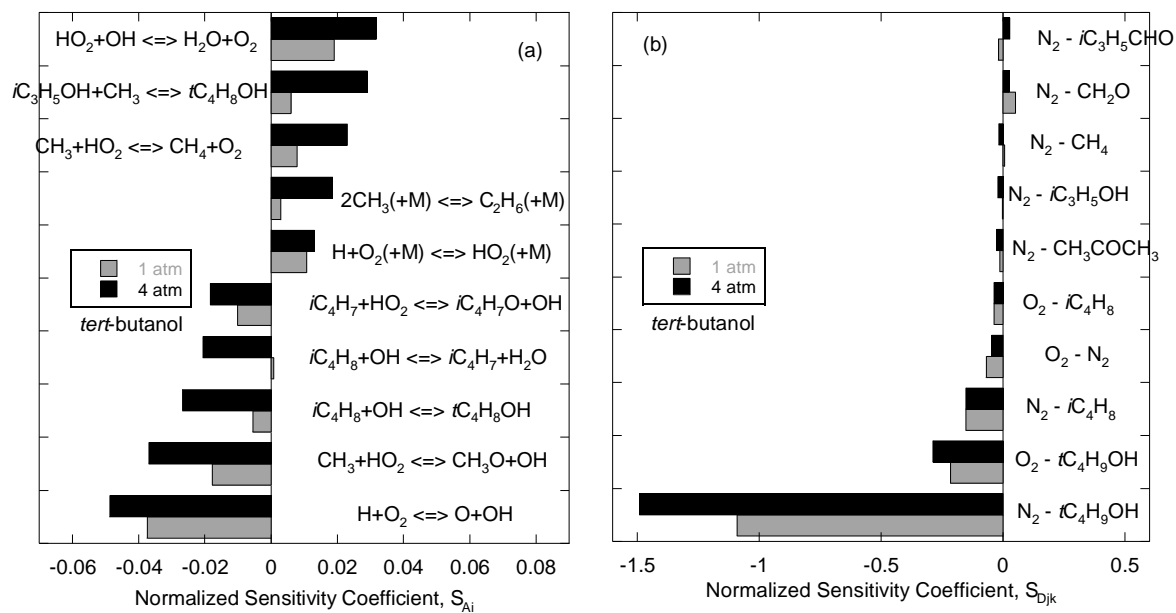 (a)
HO₂+OH <=> H₂O+O₂
iC₃H₅OH+CH₃ <=> tC₄H₈OH
CH₃+HO₂ <=> CH₄+O₂
2CH₃(+M) <=> C₂H₆(+M)
H+O₂(+M) <=> HO₂(+M)
1 atm
4 atm
tert-butanol
iC₄H₇+HO₂ <=> iC₄H₇O+OH
iC₄H₈+OH <=> iC₄H₇+H₂O
iC₄H₈+OH <=> tC₄H₈OH
CH₃+HO₂ <=> CH₃O+OH
H+O₂ <=> O+OH
-0.06 -0.04 -0.02 0 0.02 0.04 0.06 0.08
Normalized Sensitivity Coefficient, S_Ai
(b)
N₂ - iC₃H₅CHO
N₂ - CH₂O
N₂ - CH₄
N₂ - iC₃H₅OH
N₂ - CH₃COCH₃
1 atm
4 atm
tert-butanol
O₂ - iC₄H₈
O₂ - N₂
N₂ - iC₄H₈
O₂ - tC₄H₉OH
N₂ - tC₄H₉OH
-1.5 -1 -0.5 0 0.5
Normalized Sensitivity Coefficient, S_Djk